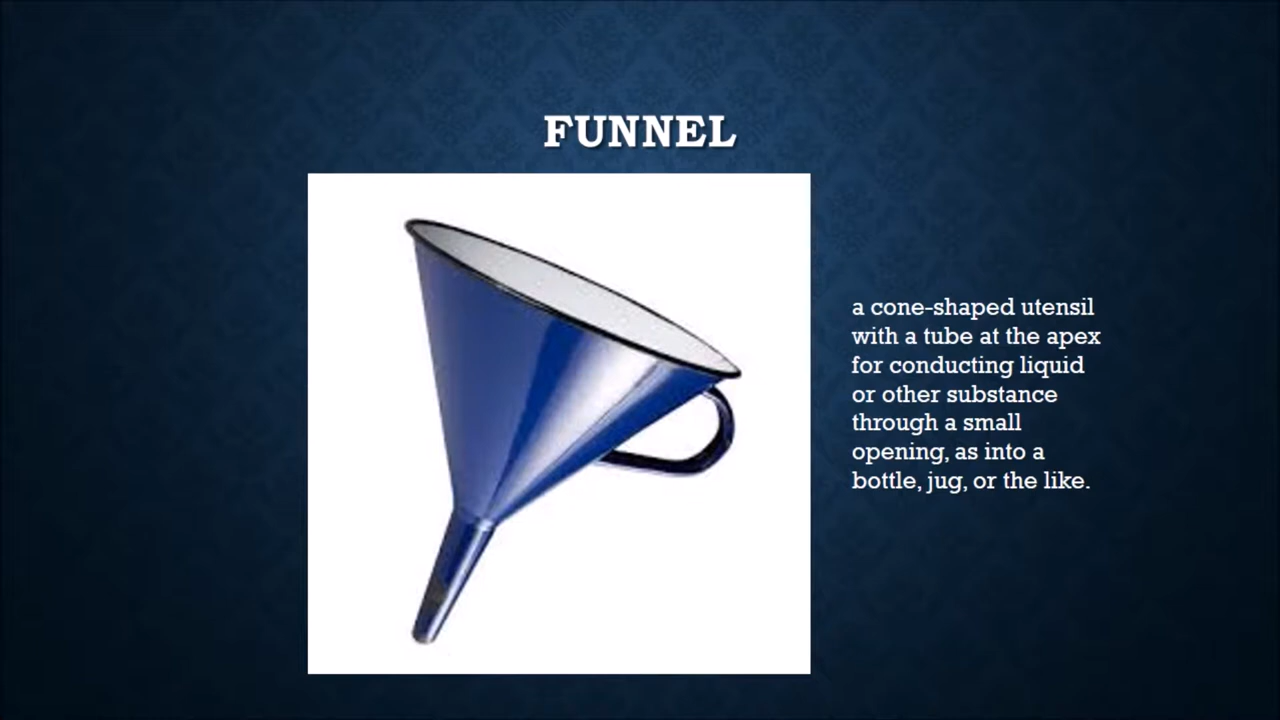 FUNNEL
a cone-shaped utensil
with a tube at the apex
for conducting liquid
or other substance
through a small
opening, as into a
bottle, jug, or the like.